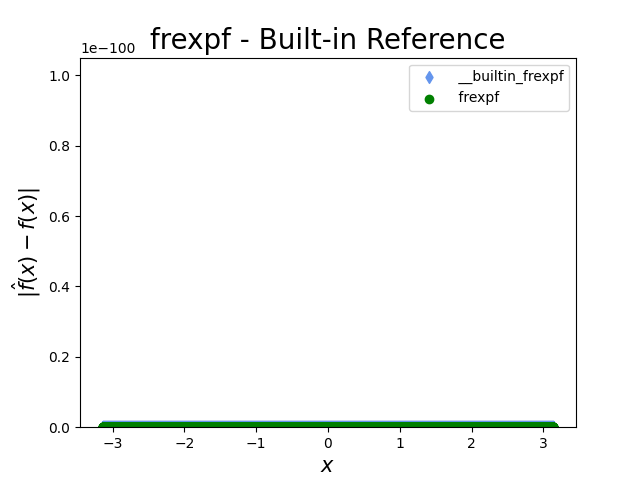 frexpf - Built-in Reference
1e−100
__builtin_frexpf
frexpf
1.0
0.8
0.6
0.4
0.2
0.0
|f̂(x) − f(x)|
−3 −2 −1 0 1 2 3
x